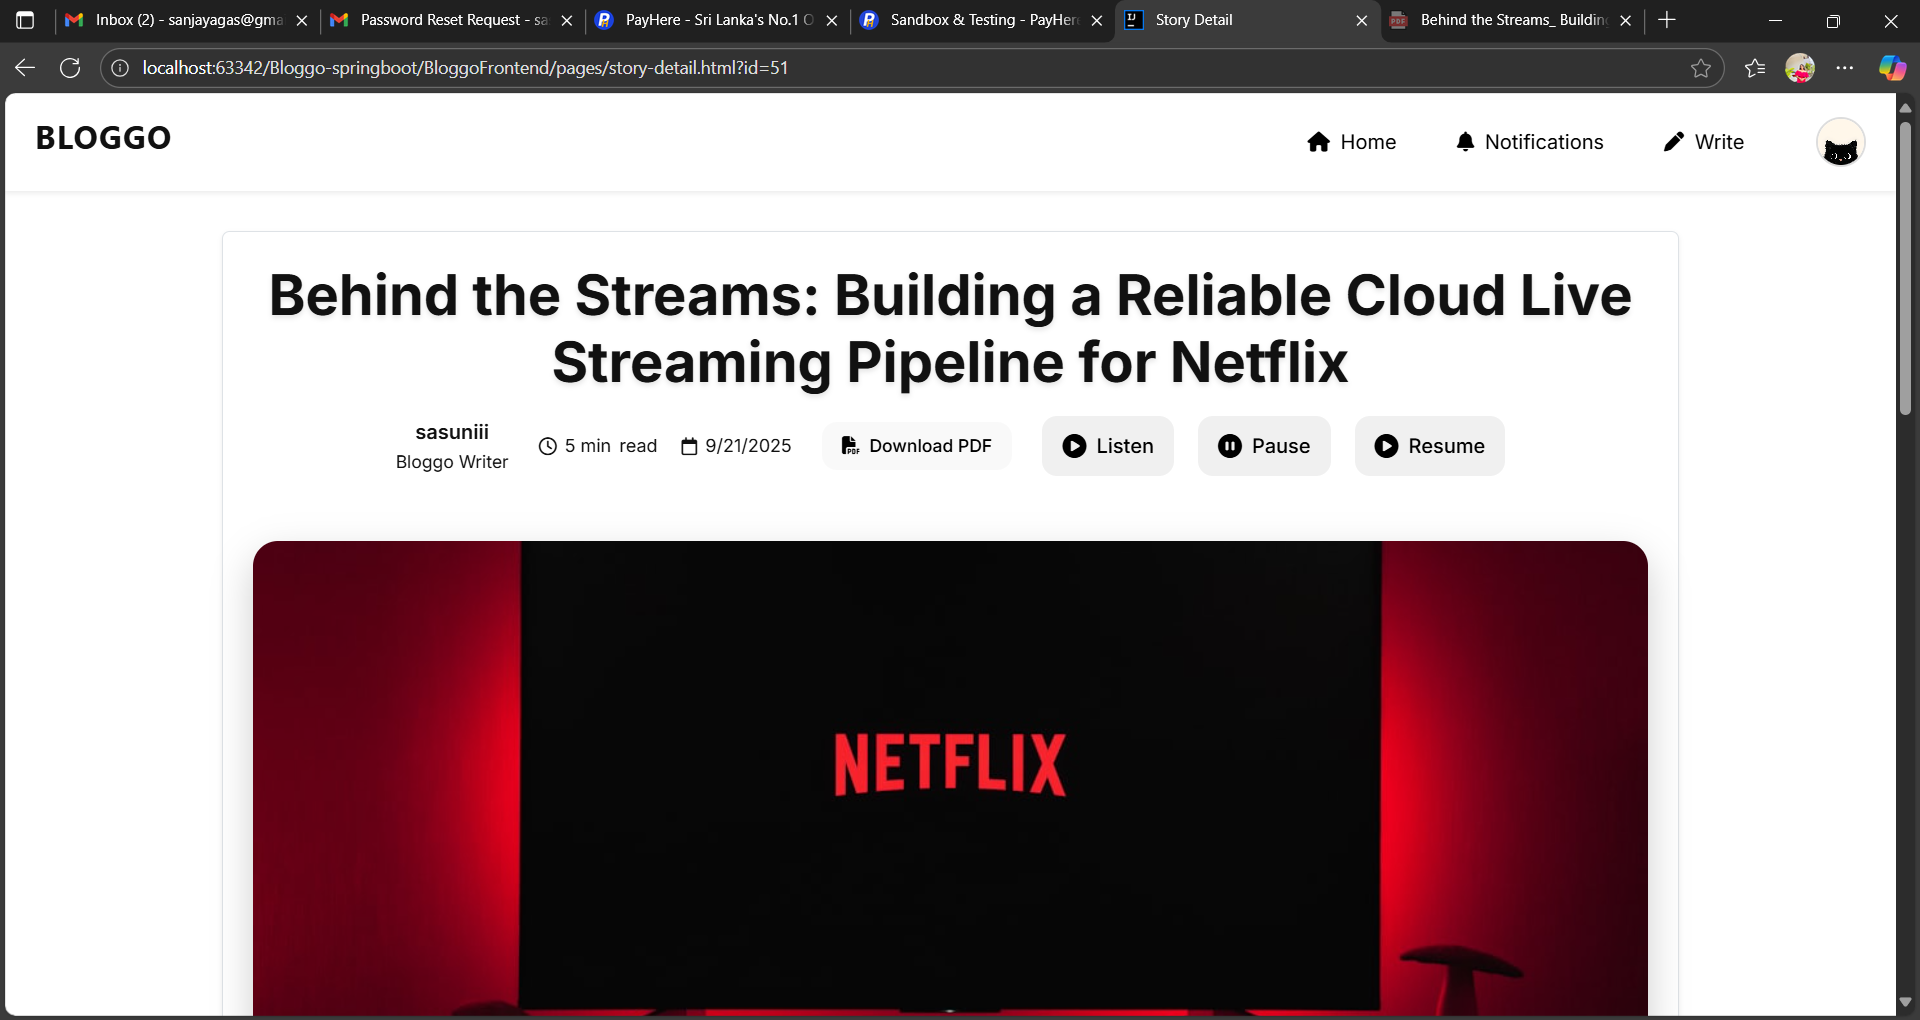 Inbox (2) - sanjayagas@gma
Password Reset Request - sa
PayHere - Sri Lanka's No.1 O
Sandbox & Testing - PayHere
Story Detail
Behind the Streams_ Building
localhost:63342/Bloggo-springboot/BloggoFrontend/pages/story-detail.html?id=51
BLOGGO
Home
Notifications
Write
Behind the Streams: Building a Reliable Cloud Live
Streaming Pipeline for Netflix
sasuniii
Bloggo Writer
5 min read
9/21/2025
PDF
Download PDF
Listen
Pause
Resume
NETFLIX